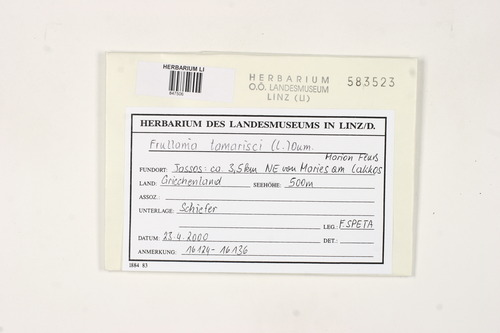 HERBARIUM LI
847506
HERBARIUM
O.Ö. LANDESMUSEUM
LINZ (LI)
583523
HERBARIUM DES LANDESMUSEUMS IN LINZ/D.
Frullania tamarisci (L.) Dum.
Marion
FUNDORT: Tassos: ca. 3,5km NE von Maries am
LAND: Griechenland SEEHÖHE: 500m
ASSOZ.:
UNTERLAGE: Schiefer
LEG.: F. SPETA
DATUM: 23.4.2000 DET.:
ANMERKUNG: 16124-16136
1884 83